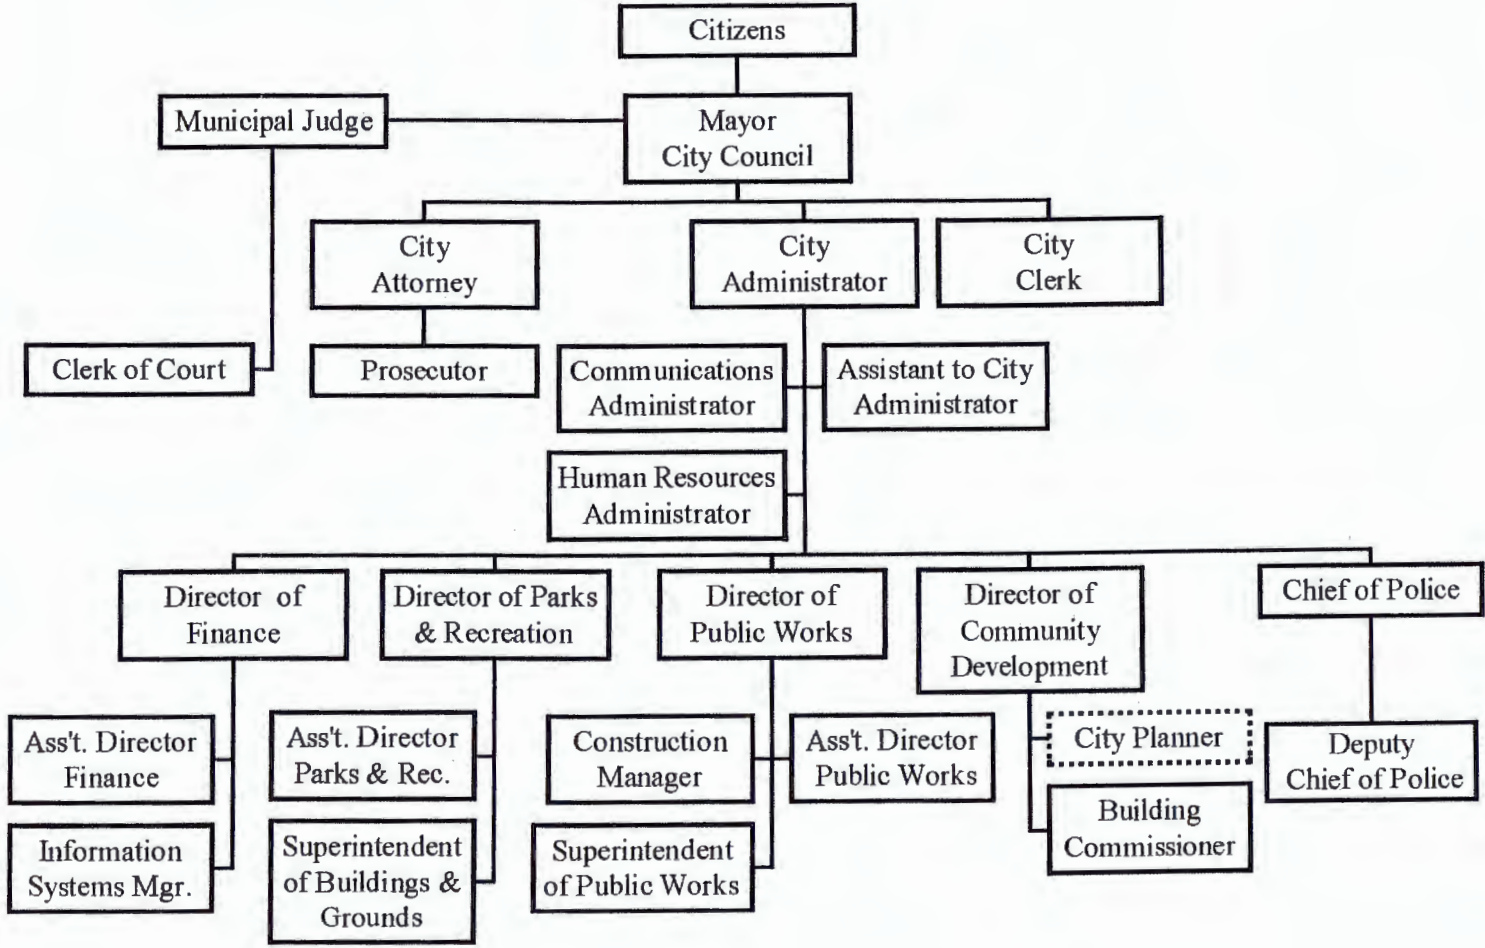 Citizens
Municipal Judge
Mayor
City Council
City
Attorney
City
Administrator
City
Clerk
Clerk of Court
Prosecutor
Communications
Administrator
Assistant to City
Administrator
Human Resources
Administrator
Director of
Finance
Director of Parks
& Recreation
Director of
Public Works
Director of
Community
Development
Chief of Police
Ass't. Director
Finance
Ass't. Director
Parks & Rec.
Construction
Manager
Ass't. Director
Public Works
City Planner
Deputy
Chief of Police
Information
Systems Mgr.
Superintendent
of Buildings &
Grounds
Superintendent
of Public Works
Building
Commissioner